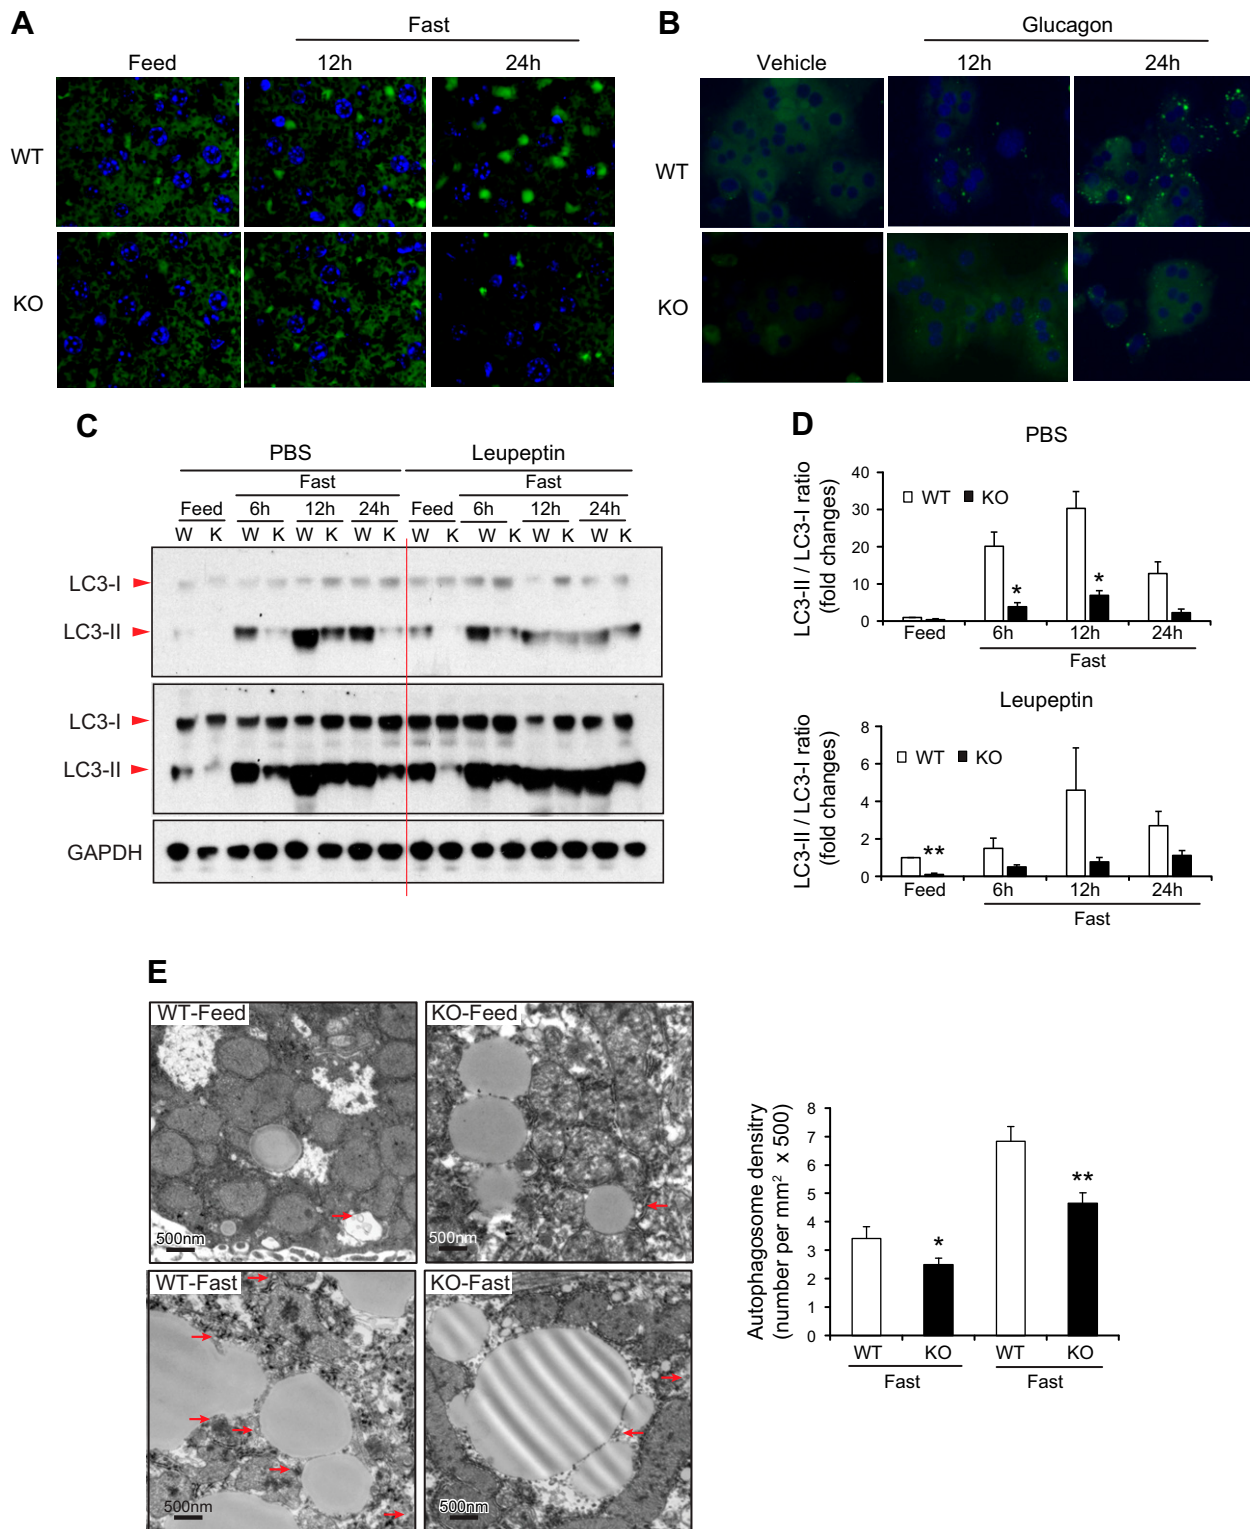 A
Fast
Feed
12h
24h
WT
KO
B
Glucagon
Vehicle
12h
24h
WT
KO
C
PBS
Leupeptin
Fast
Fast
Feed
6h
12h
24h
Feed
6h
12h
24h
W K W K W K W K W K W K W K W K
LC3-I
LC3-II
LC3-I
LC3-II
GAPDH
D
PBS
LC3-II / LC3-I ratio
(fold changes)
40
30
20
10
0
WT
KO
*
*
Feed
6h
12h
24h
Fast
Leupeptin
LC3-II / LC3-I ratio
(fold changes)
8
6
4
2
0
WT
KO
**
Feed
6h
12h
24h
Fast
E
WT-Feed
500nm
KO-Feed
500nm
WT-Fast
500nm
KO-Fast
500nm
Autophagosome densitry
(number per mm² x 500)
8
7
6
5
4
3
2
1
0
*
**
WT
KO
WT
KO
Fast
Fast